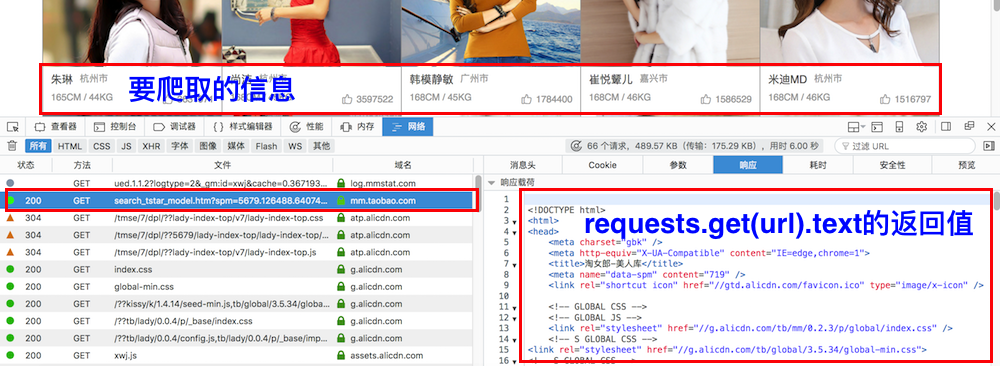 朱琳 杭州市
尚洁 杭州市
韩模静敏 广州市
崔悦颦儿 嘉兴市
米迪MD 杭州市
要爬取的信息
165CM / 44KG
168CM
3597522
168CM / 45KG
1784400
168CM / 46KG
1586529
168CM / 46KG
1516797
查看器
控制台
调试器
{ } 样式编辑器
性能
内存
网络
所有 HTML CSS JS XHR 字体 图像 媒体 Flash WS 其他
66 个请求，489.57 KB（传输：175.29 KB），用时 6.00 秒
过滤 URL
状态 方法 文件 域名
消息头 Cookie 参数 响应 耗时 安全性 预览
响应载荷
GET ued.1.1.2?logtype=2&_gm:id=xwj&cache=0.367193... log.mmstat.com
200 GET search_tstar_model.htm?spm=5679.126488.64074... mm.taobao.com
304 GET /tmse/7/dpl/??lady-index-top/v7/lady-index-top.css atp.alicdn.com
304 GET /tmse/7/dpl/??5679/lady-index-top/lady-index-top/... atp.alicdn.com
304 GET /tmse/7/dpl/??lady-index-top/v7/lady-index-top.js atp.alicdn.com
200 GET index.css g.alicdn.com
200 GET global-min.css g.alicdn.com
200 GET /??kissy/k/1.4.14/seed-min.js,tb/global/3.5.34/global... g.alicdn.com
200 GET /??tb/lady/0.0.4/p/_base/index.css g.alicdn.com
200 GET /??tb/lady/0.0.4/config.js,tb/lady/0.0.4/p/_base/imp... g.alicdn.com
200 GET xwj.js assets.alicdn.com
requests.get(url).text的返回值
1
2 <!DOCTYPE html>
3 <html>
4 <head>
5 <meta charset="gbk" />
6 <meta http-equiv="X-UA-Compatible" content="IE=edge,chrome=1">
7 <title>淘女郎-美人库</title>
8 <meta name="data-spm" content="719" />
9 <link rel="shortcut icon" href="//gtd.alicdn.com/favicon.ico" type="image/x-icon" />
10
11 <!-- GLOBAL CSS -->
12 <!-- GLOBAL JS -->
13 <link rel="stylesheet" href="//g.alicdn.com/tb/mm/0.2.3/p/global/index.css" />
14 <!-- S GLOBAL CSS -->
15 <link rel="stylesheet" href="//g.alicdn.com/tb/global/3.5.34/global-min.css">